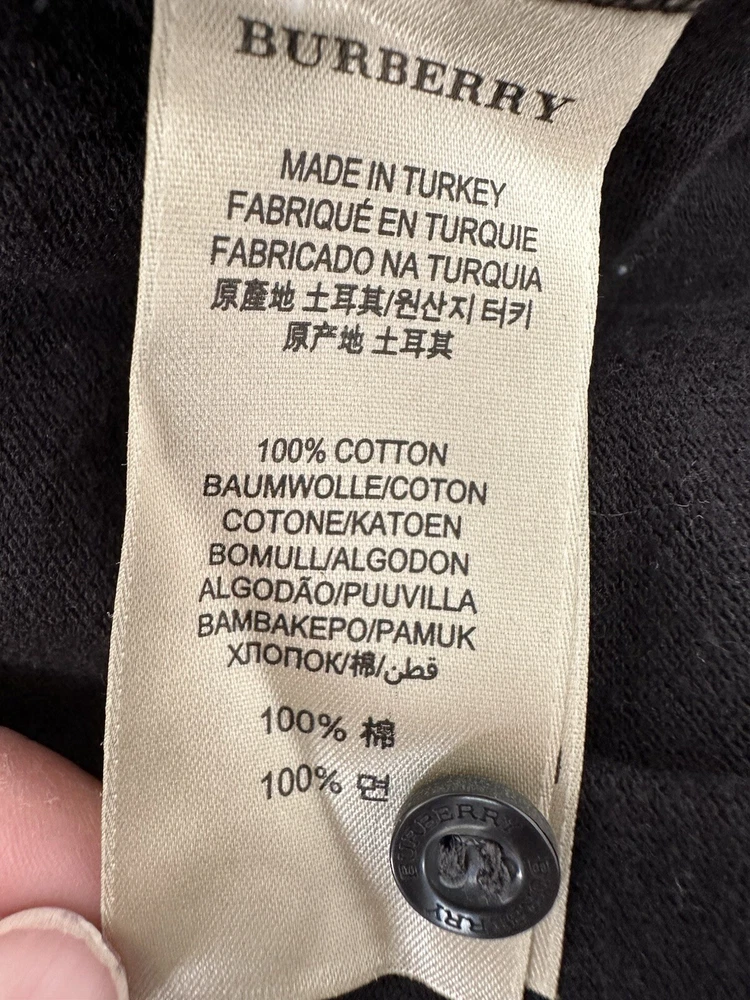 BURBERRY
MADE IN TURKEY
FABRIQUÉ EN TURQUIE
FABRICADO NA TURQUIA
原產地 土耳其/원산지 터키
原产地 土耳其
100% COTTON
BAUMWOLLE/COTON
COTONE/KATOEN
BOMULL/ALGODON
ALGODÃO/PUUVILLA
BAMBAKEPO/PAMUK
ХЛОПОК/棉/قطن
100% 棉
100% 면
BURBERRY